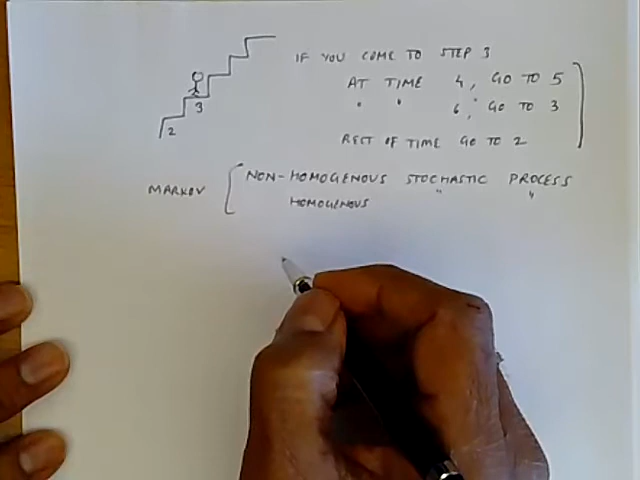 IF YOU COME TO STEP 3
AT TIME 4, GO TO 5
" " 6, GO TO 3
REST OF TIME GO TO 2
3
2
MARKOV
NON-HOMOGENOUS STOCHASTIC PROCESS
HOMOGENOUS " "